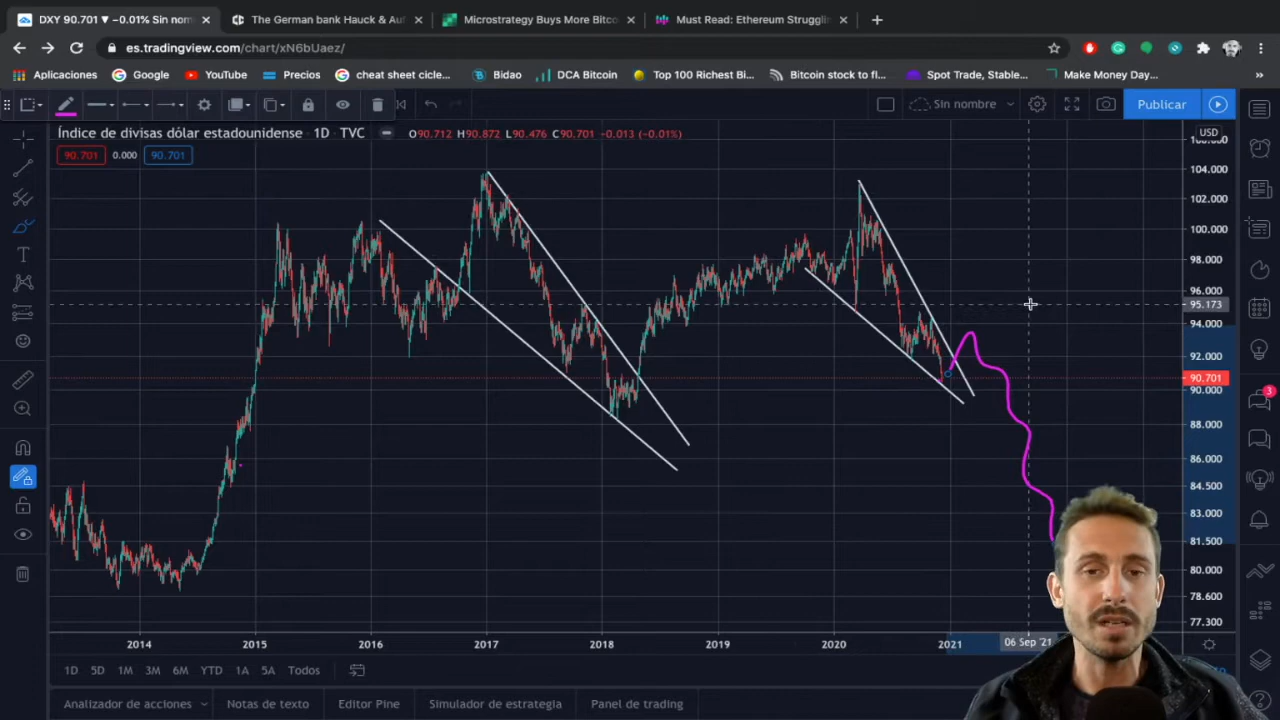 DXY 90.701 ▼ −0.01% Sin nom
The German bank Hauck & Auf
Microstrategy Buys More Bitco
Must Read: Ethereum Strugglin
es.tradingview.com/chart/xN6bUaez/
Aplicaciones
Google
YouTube
Precios
cheat sheet cicle...
Bidao
DCA Bitcoin
Top 100 Richest Bi...
Bitcoin stock to fl...
Spot Trade, Stable...
Make Money Day...
»
Sin nombre
Publicar
Índice de divisas dólar estadounidense · 1D · TVC
O90.712 H90.872 L90.476 C90.701 −0.013 (−0.01%)
USD
90.701 0.000 90.701
104.000
102.000
100.000
98.000
96.000
95.173
94.000
92.000
90.701
90.000
88.000
86.000
84.500
83.000
81.500
80.000
78.600
77.300
3
2014 2015 2016 2017 2018 2019 2020 2021 06 Sep '21
1D 5D 1M 3M 6M YTD 1A 5A Todos
Analizador de acciones Notas de texto Editor Pine Simulador de estrategia Panel de trading